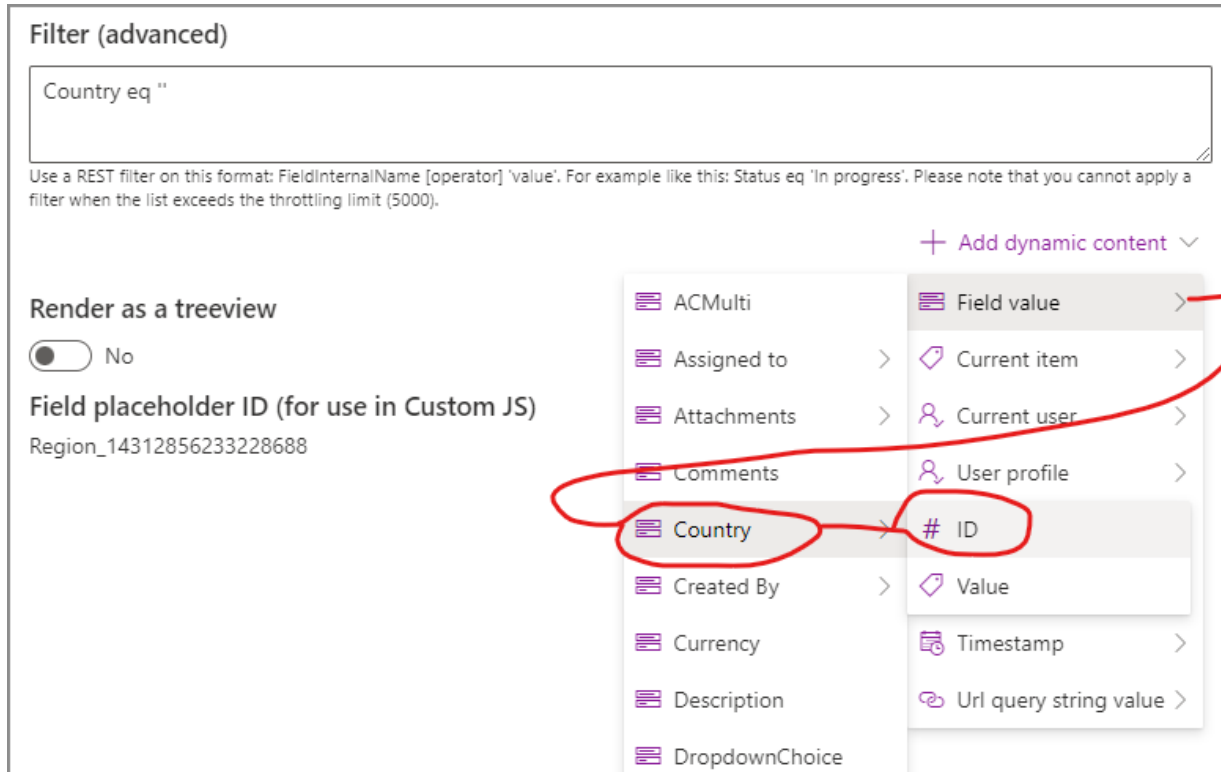 Filter (advanced)
Country eq ''
Use a REST filter on this format: FieldInternalName [operator] 'value'. For example like this: Status eq 'In progress'. Please note that you cannot apply a
filter when the list exceeds the throttling limit (5000).
Add dynamic content
Render as a treeview
No
Field placeholder ID (for use in Custom JS)
Region_14312856233228688
ACMulti
Assigned to
Attachments
Comments
Country
Created By
Currency
Description
DropdownChoice
Field value
Current item
Current user
User profile
# ID
Value
Timestamp
Url query string value